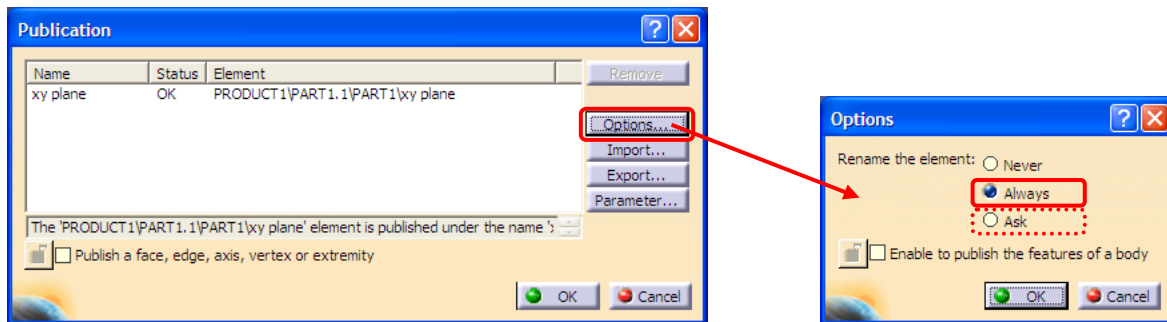 Publication
Name Status Element
xy plane OK PRODUCT1\PART1.1\PART1\xy plane
Remove
Options...
Import...
Export...
Parameter...
The 'PRODUCT1\PART1.1\PART1\xy plane' element is published under the name '
Publish a face, edge, axis, vertex or extremity
OK Cancel
Options
Rename the element: Never
Always
Ask
Enable to publish the features of a body
OK Cancel